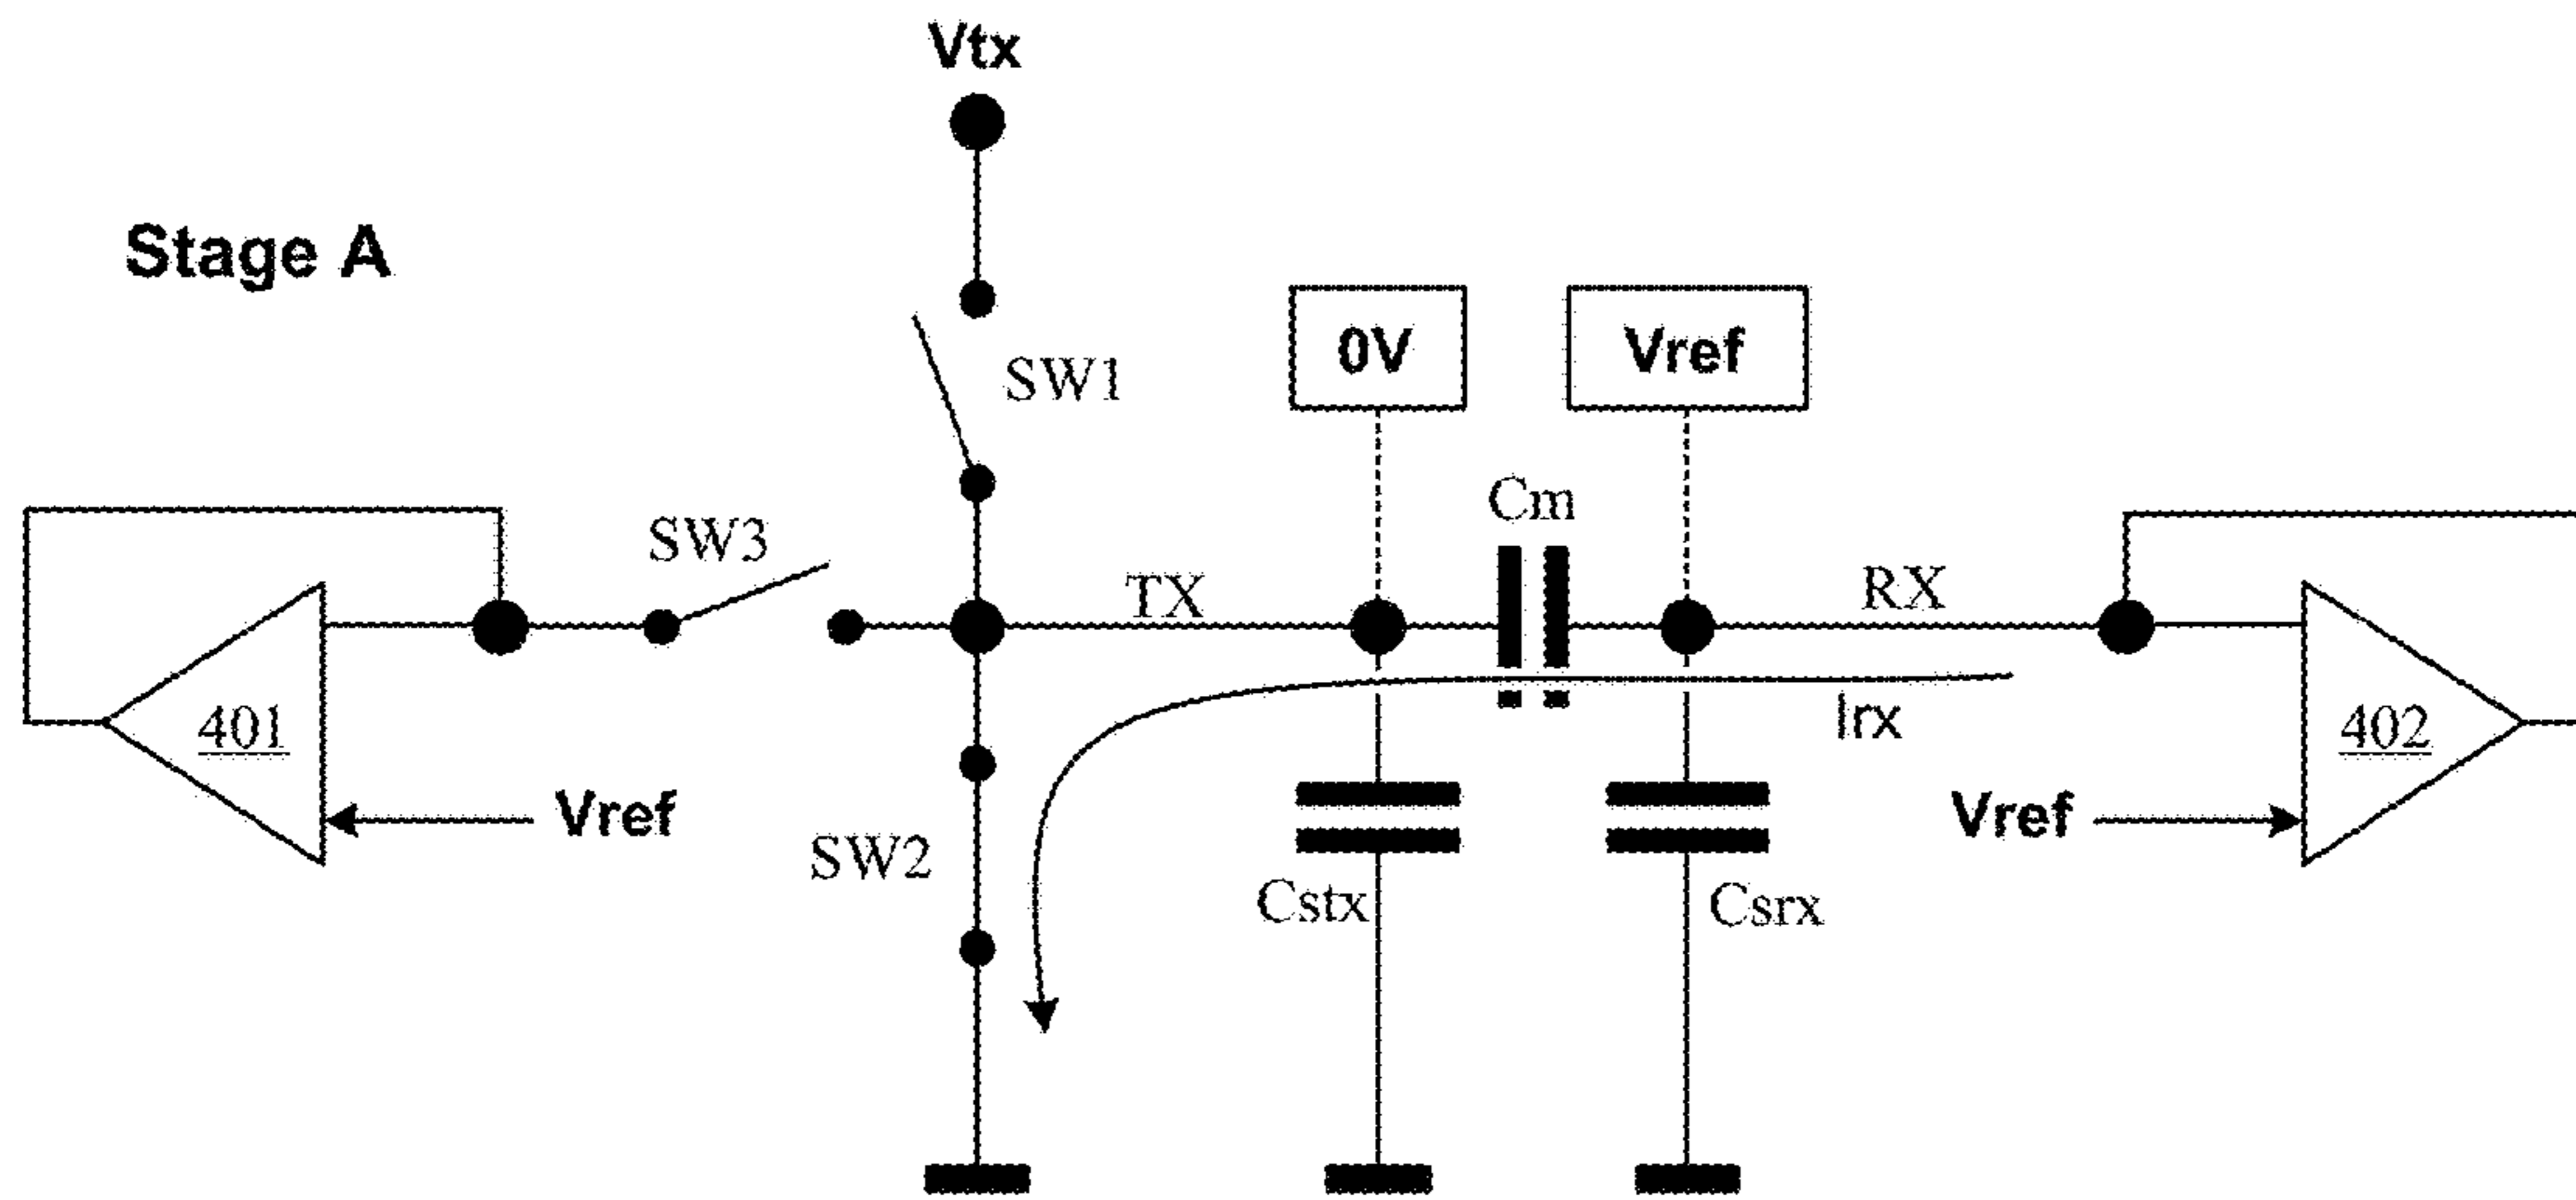 Vtx
Stage A
SW1
0V
Vref
Cm
SW3
TX
RX
401
Irx
402
Vref
Vref
SW2
Cstx
Csrx